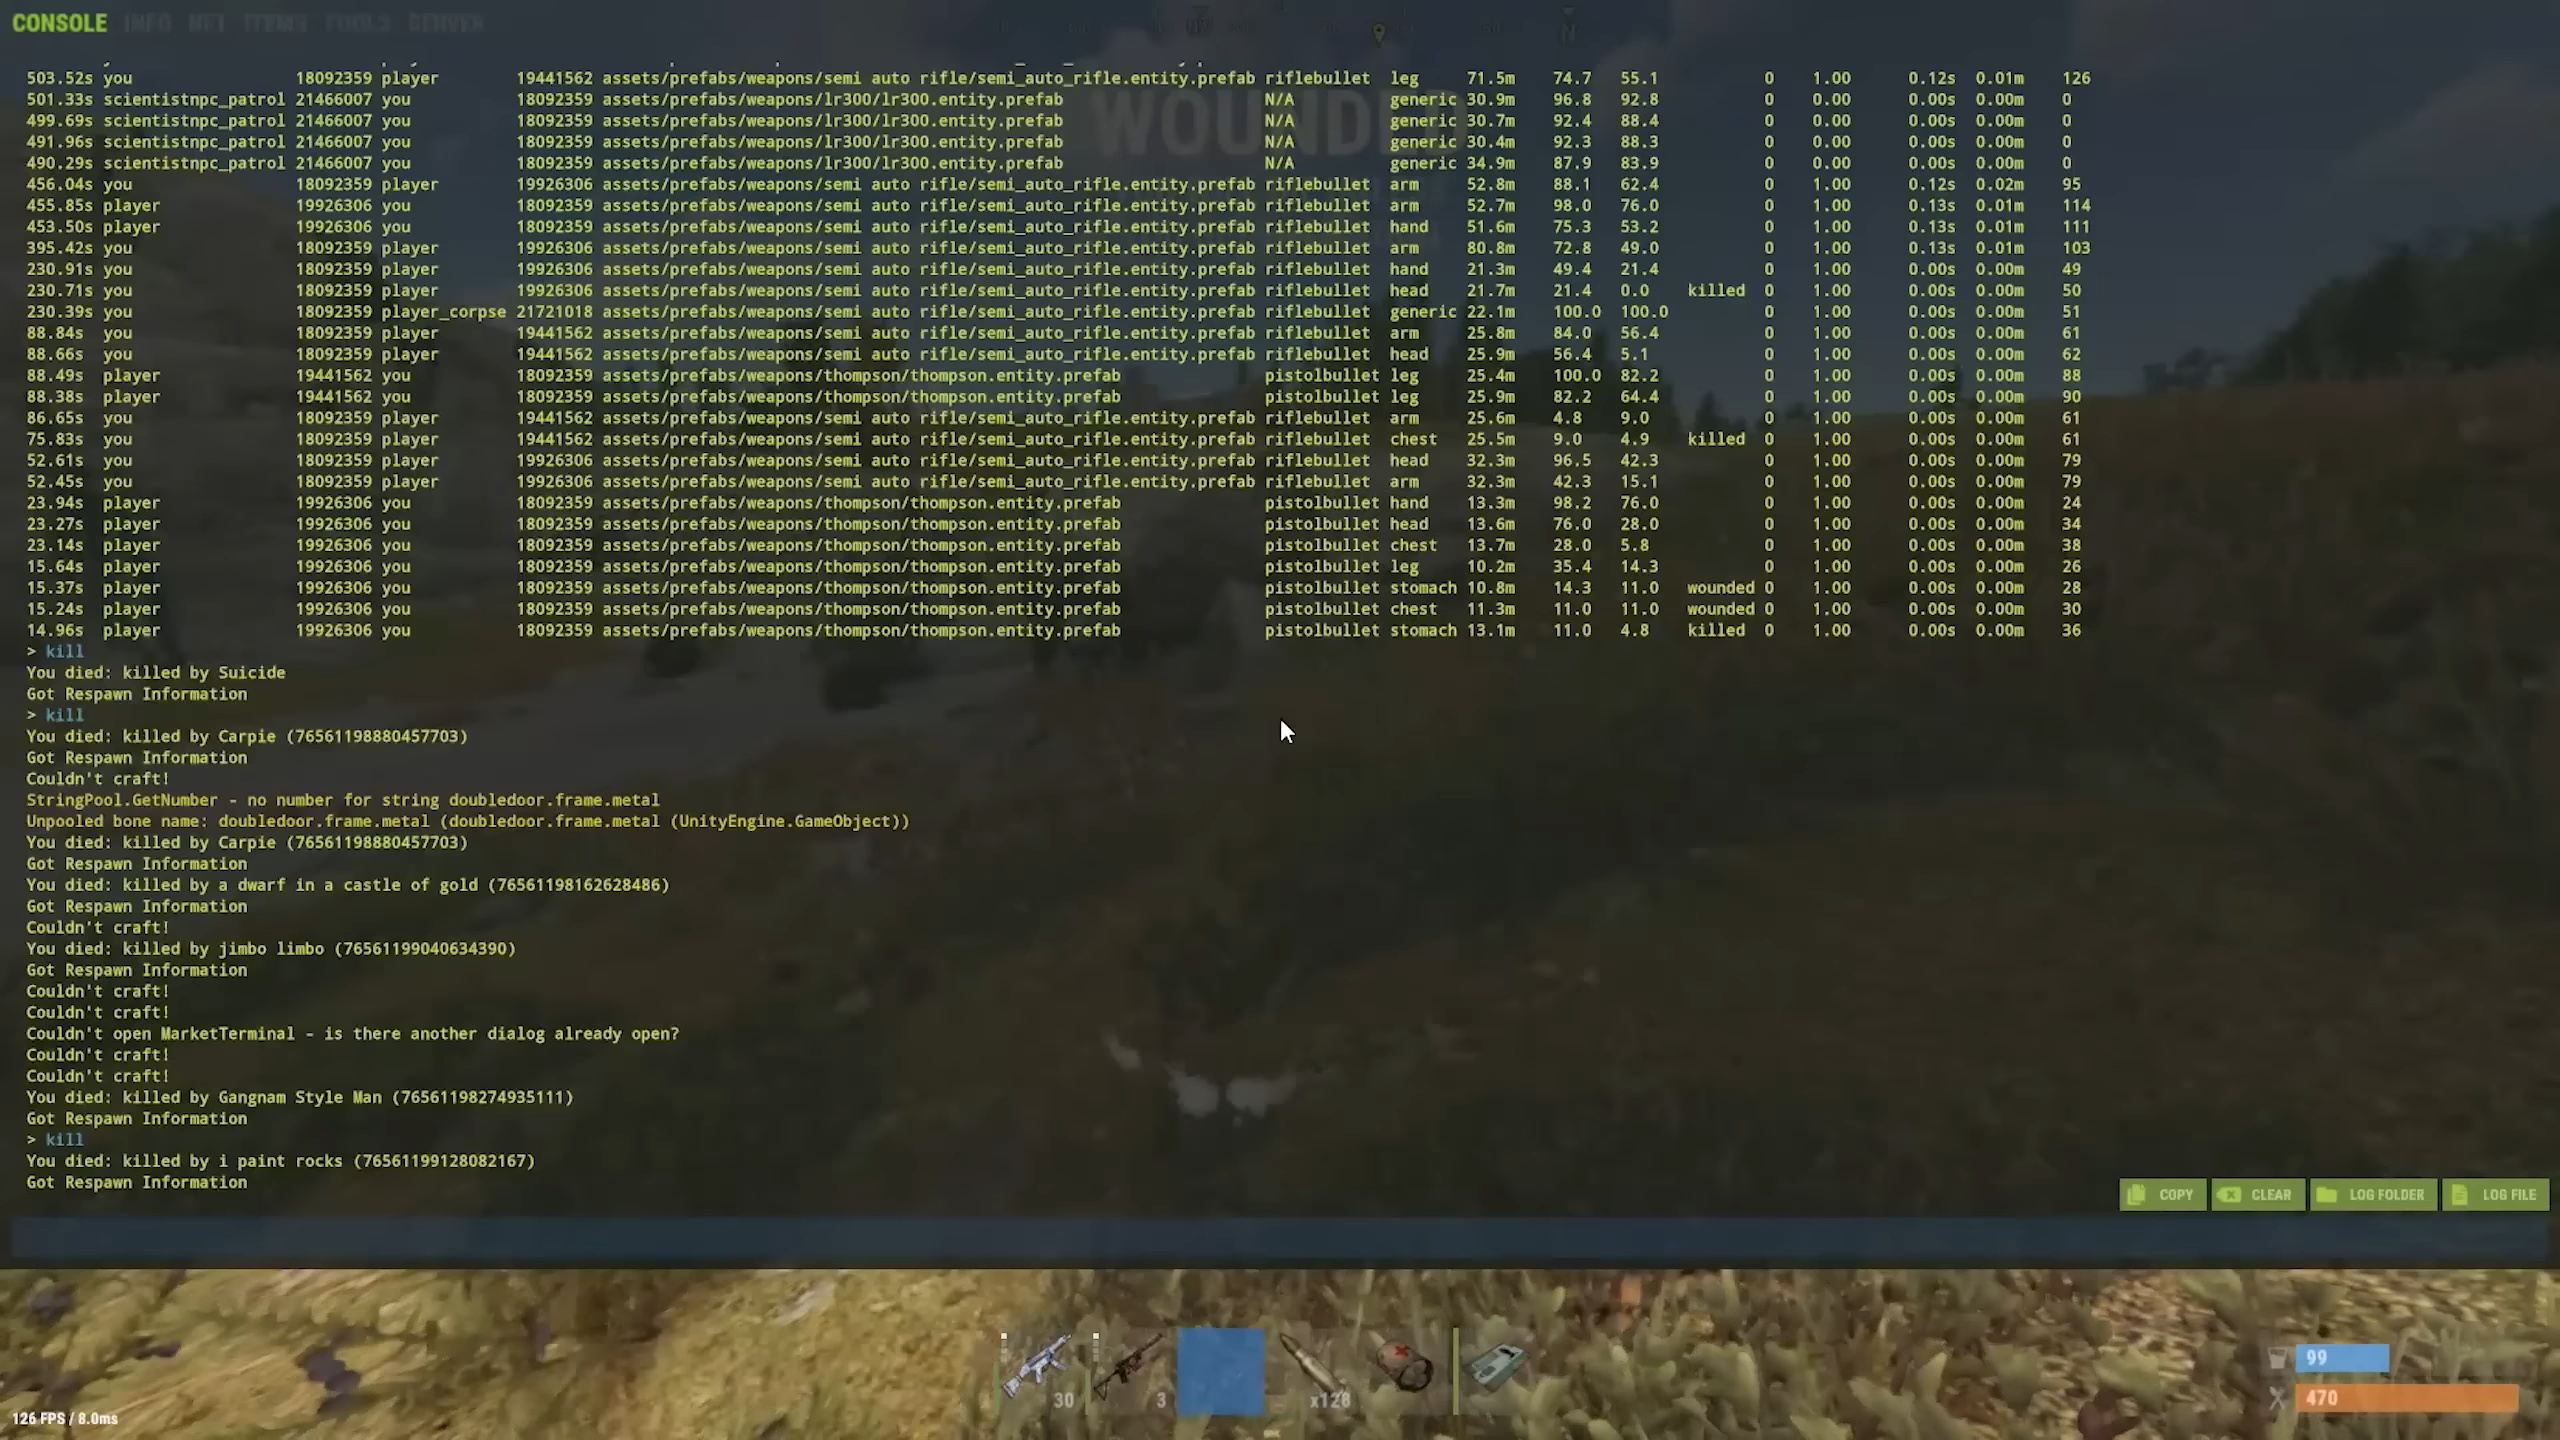 CONSOLE INFO NET ITEMS TOOLS SERVER
N
WOUNDED
503.52s you 18092359 player 19441562 assets/prefabs/weapons/semi auto rifle/semi_auto_rifle.entity.prefab riflebullet leg 71.5m 74.7 55.1 0 1.00 0.12s 0.01m 126
501.33s scientistnpc_patrol 21466007 you 18092359 assets/prefabs/weapons/lr300/lr300.entity.prefab N/A generic 30.9m 96.8 92.8 0 0.00 0.00s 0.00m 0
499.69s scientistnpc_patrol 21466007 you 18092359 assets/prefabs/weapons/lr300/lr300.entity.prefab N/A generic 30.7m 92.4 88.4 0 0.00 0.00s 0.00m 0
491.96s scientistnpc_patrol 21466007 you 18092359 assets/prefabs/weapons/lr300/lr300.entity.prefab N/A generic 30.4m 92.3 88.3 0 0.00 0.00s 0.00m 0
490.29s scientistnpc_patrol 21466007 you 18092359 assets/prefabs/weapons/lr300/lr300.entity.prefab N/A generic 34.9m 87.9 83.9 0 0.00 0.00s 0.00m 0
456.04s you 18092359 player 19926306 assets/prefabs/weapons/semi auto rifle/semi_auto_rifle.entity.prefab riflebullet arm 52.8m 88.1 62.4 0 1.00 0.12s 0.02m 95
455.85s player 19926306 you 18092359 assets/prefabs/weapons/semi auto rifle/semi_auto_rifle.entity.prefab riflebullet arm 52.7m 98.0 76.0 0 1.00 0.13s 0.01m 114
453.50s player 19926306 you 18092359 assets/prefabs/weapons/semi auto rifle/semi_auto_rifle.entity.prefab riflebullet hand 51.6m 75.3 53.2 0 1.00 0.13s 0.01m 111
395.42s you 18092359 player 19926306 assets/prefabs/weapons/semi auto rifle/semi_auto_rifle.entity.prefab riflebullet arm 80.8m 72.8 49.0 0 1.00 0.13s 0.01m 103
230.91s you 18092359 player 19926306 assets/prefabs/weapons/semi auto rifle/semi_auto_rifle.entity.prefab riflebullet hand 21.3m 49.4 21.4 0 1.00 0.00s 0.00m 49
230.71s you 18092359 player 19926306 assets/prefabs/weapons/semi auto rifle/semi_auto_rifle.entity.prefab riflebullet head 21.7m 21.4 0.0 killed 0 1.00 0.00s 0.00m 50
230.39s you 18092359 player_corpse 21721018 assets/prefabs/weapons/semi auto rifle/semi_auto_rifle.entity.prefab riflebullet generic 22.1m 100.0 100.0 0 1.00 0.00s 0.00m 51
88.84s you 18092359 player 19441562 assets/prefabs/weapons/semi auto rifle/semi_auto_rifle.entity.prefab riflebullet arm 25.8m 84.0 56.4 0 1.00 0.00s 0.00m 61
88.66s you 18092359 player 19441562 assets/prefabs/weapons/semi auto rifle/semi_auto_rifle.entity.prefab riflebullet head 25.9m 56.4 5.1 0 1.00 0.00s 0.00m 62
88.49s player 19441562 you 18092359 assets/prefabs/weapons/thompson/thompson.entity.prefab pistolbullet leg 25.4m 100.0 82.2 0 1.00 0.00s 0.00m 88
88.38s player 19441562 you 18092359 assets/prefabs/weapons/thompson/thompson.entity.prefab pistolbullet leg 25.9m 82.2 64.4 0 1.00 0.00s 0.00m 90
86.65s you 18092359 player 19441562 assets/prefabs/weapons/semi auto rifle/semi_auto_rifle.entity.prefab riflebullet arm 25.6m 4.8 9.0 0 1.00 0.00s 0.00m 61
75.83s you 18092359 player 19441562 assets/prefabs/weapons/semi auto rifle/semi_auto_rifle.entity.prefab riflebullet chest 25.5m 9.0 4.9 killed 0 1.00 0.00s 0.00m 61
52.61s you 18092359 player 19926306 assets/prefabs/weapons/semi auto rifle/semi_auto_rifle.entity.prefab riflebullet head 32.3m 96.5 42.3 0 1.00 0.00s 0.00m 79
52.45s you 18092359 player 19926306 assets/prefabs/weapons/semi auto rifle/semi_auto_rifle.entity.prefab riflebullet arm 32.3m 42.3 15.1 0 1.00 0.00s 0.00m 79
23.94s player 19926306 you 18092359 assets/prefabs/weapons/thompson/thompson.entity.prefab pistolbullet hand 13.3m 98.2 76.0 0 1.00 0.00s 0.00m 24
23.27s player 19926306 you 18092359 assets/prefabs/weapons/thompson/thompson.entity.prefab pistolbullet head 13.6m 76.0 28.0 0 1.00 0.00s 0.00m 34
23.14s player 19926306 you 18092359 assets/prefabs/weapons/thompson/thompson.entity.prefab pistolbullet chest 13.7m 28.0 5.8 0 1.00 0.00s 0.00m 38
15.64s player 19926306 you 18092359 assets/prefabs/weapons/thompson/thompson.entity.prefab pistolbullet leg 10.2m 35.4 14.3 0 1.00 0.00s 0.00m 26
15.37s player 19926306 you 18092359 assets/prefabs/weapons/thompson/thompson.entity.prefab pistolbullet stomach 10.8m 14.3 11.0 wounded 0 1.00 0.00s 0.00m 28
15.24s player 19926306 you 18092359 assets/prefabs/weapons/thompson/thompson.entity.prefab pistolbullet chest 11.3m 11.0 11.0 wounded 0 1.00 0.00s 0.00m 30
14.96s player 19926306 you 18092359 assets/prefabs/weapons/thompson/thompson.entity.prefab pistolbullet stomach 13.1m 11.0 4.8 killed 0 1.00 0.00s 0.00m 36
> kill
You died: killed by Suicide
Got Respawn Information
> kill
You died: killed by Carpie (76561198880457703)
Got Respawn Information
Couldn't craft!
StringPool.GetNumber - no number for string doubledoor.frame.metal
Unpooled bone name: doubledoor.frame.metal (doubledoor.frame.metal (UnityEngine.GameObject))
You died: killed by Carpie (76561198880457703)
Got Respawn Information
You died: killed by a dwarf in a castle of gold (76561198162628486)
Got Respawn Information
Couldn't craft!
You died: killed by jimbo limbo (76561199040634390)
Got Respawn Information
Couldn't craft!
Couldn't craft!
Couldn't open MarketTerminal - is there another dialog already open?
Couldn't craft!
Couldn't craft!
You died: killed by Gangnam Style Man (76561198274935111)
Got Respawn Information
> kill
You died: killed by i paint rocks (76561199128082167)
Got Respawn Information
COPY CLEAR LOG FOLDER LOG FILE
99
30 3 x128
470
126 FPS / 8.0ms